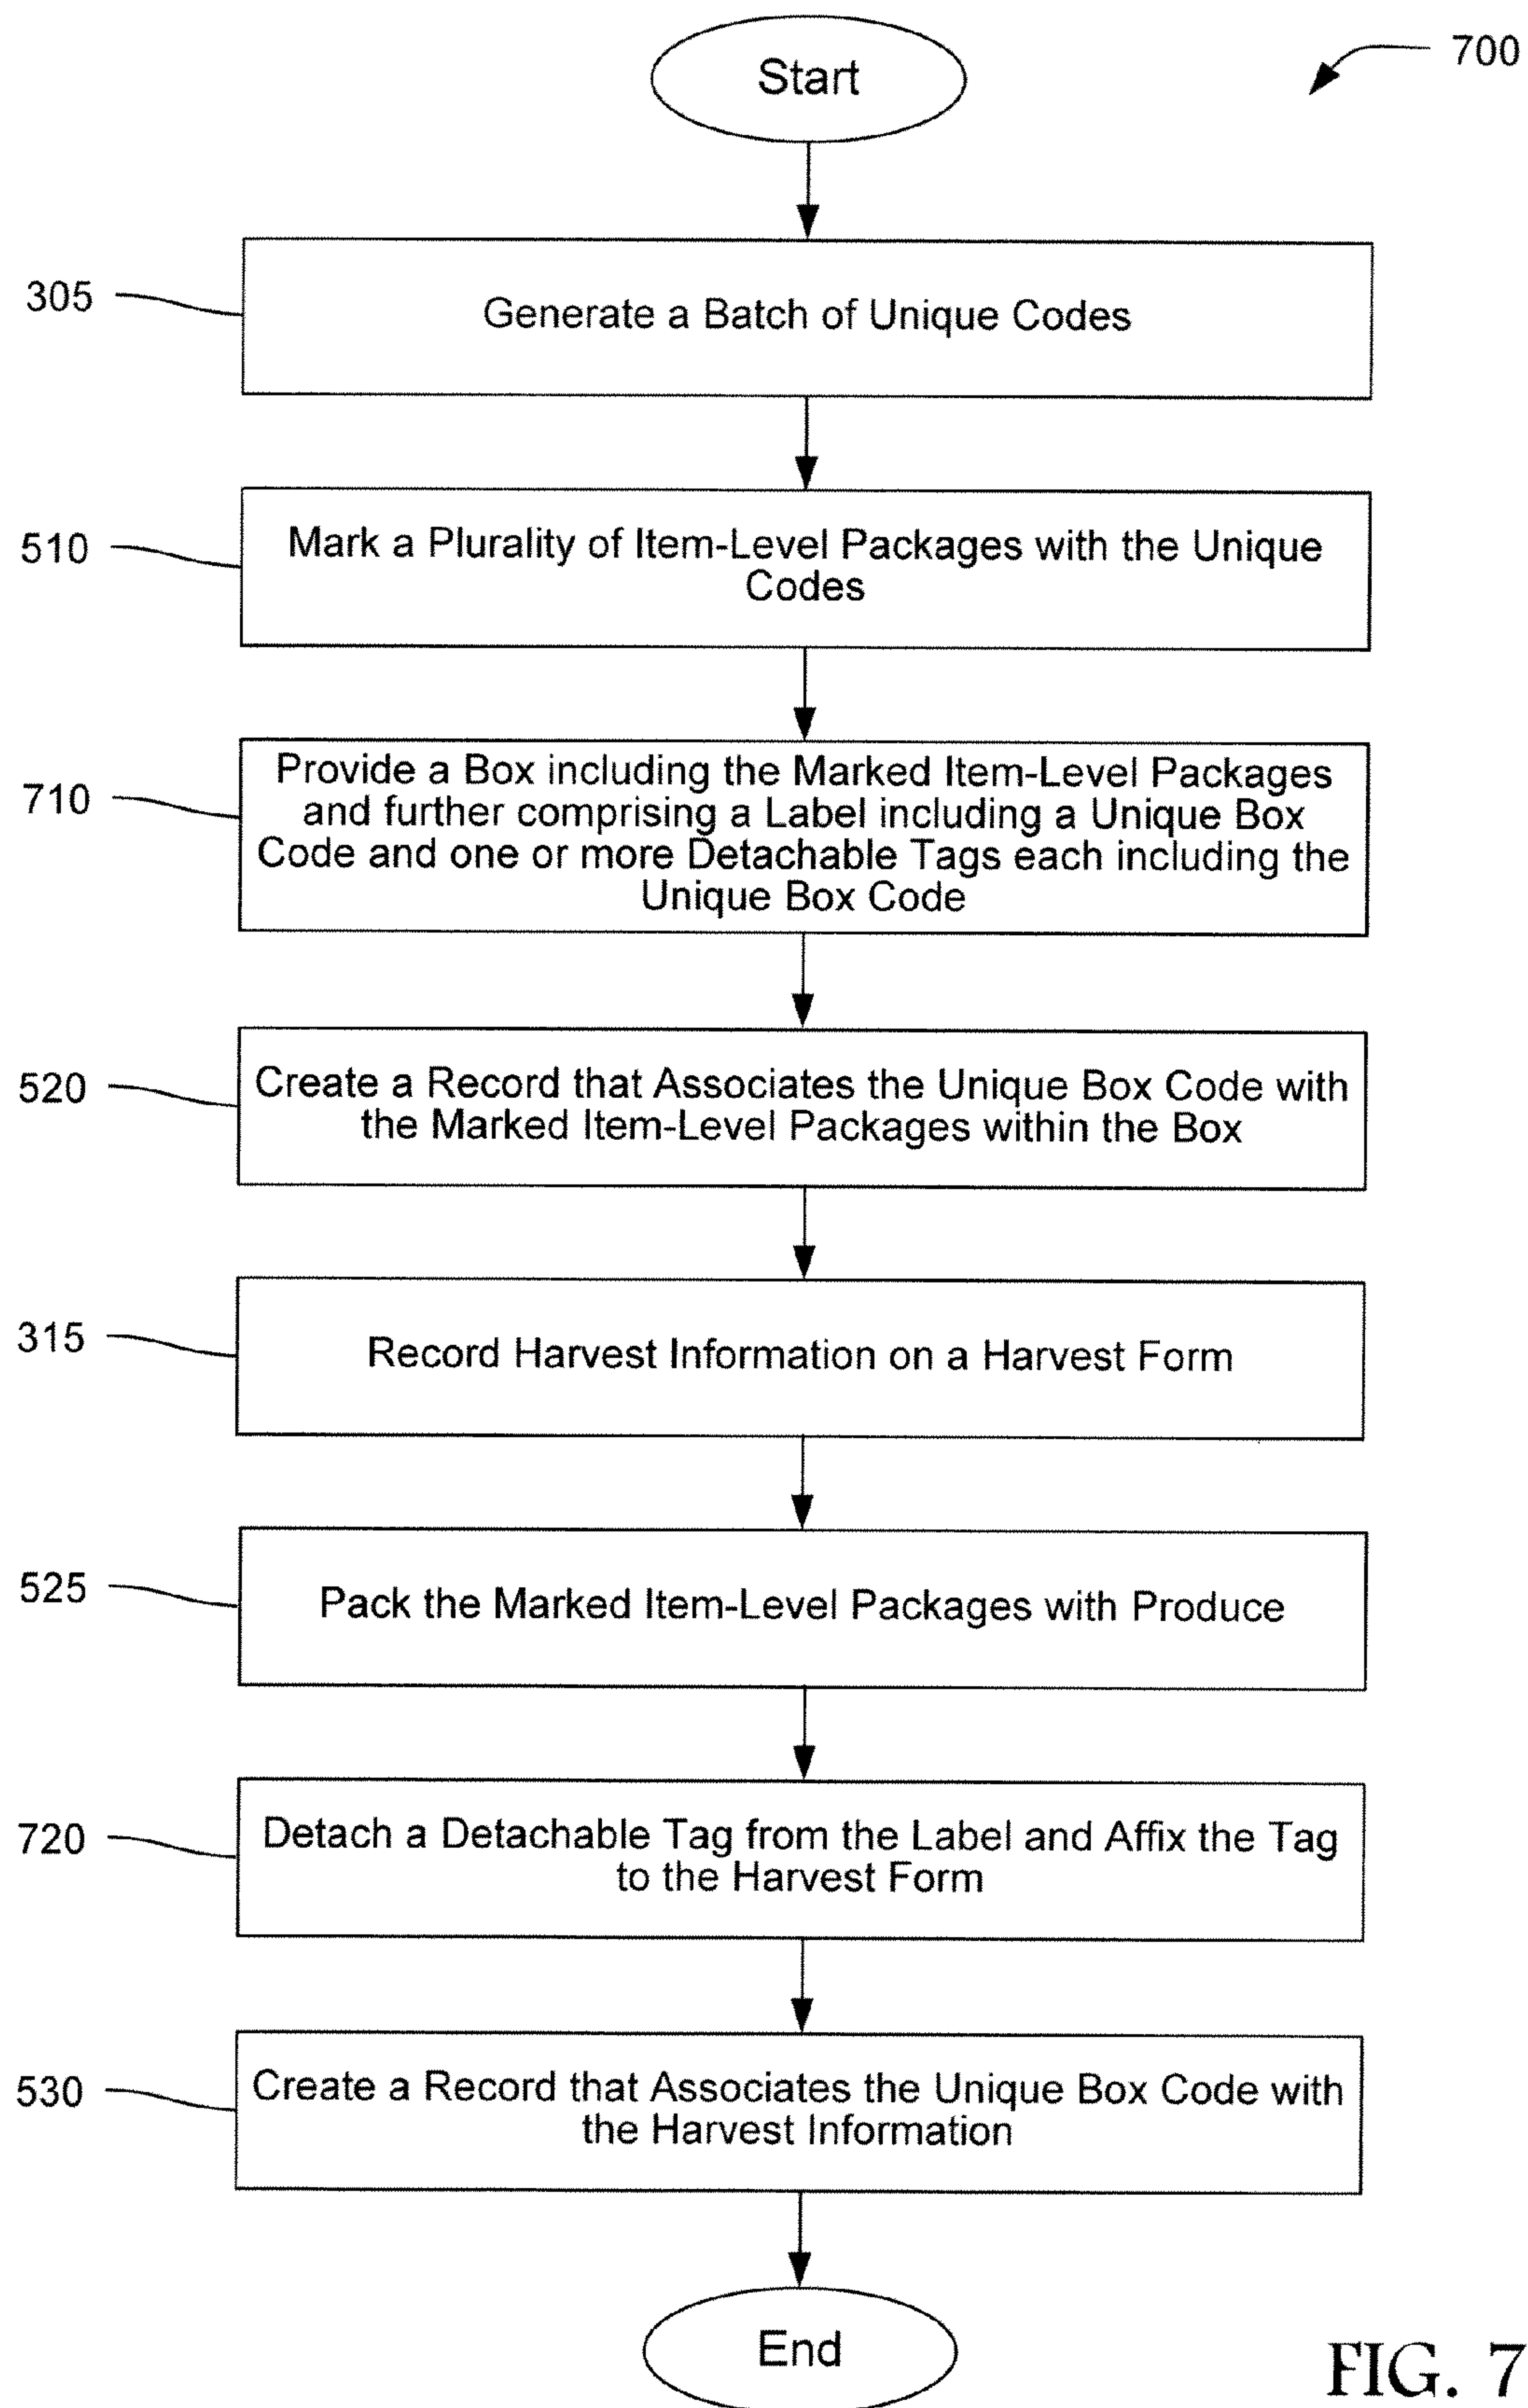 Start
700
305
Generate a Batch of Unique Codes
510
Mark a Plurality of Item-Level Packages with the Unique
Codes
710
Provide a Box including the Marked Item-Level Packages
and further comprising a Label including a Unique Box
Code and one or more Detachable Tags each including the
Unique Box Code
520
Create a Record that Associates the Unique Box Code with
the Marked Item-Level Packages within the Box
315
Record Harvest Information on a Harvest Form
525
Pack the Marked Item-Level Packages with Produce
720
Detach a Detachable Tag from the Label and Affix the Tag
to the Harvest Form
530
Create a Record that Associates the Unique Box Code with
the Harvest Information
End
FIG. 7